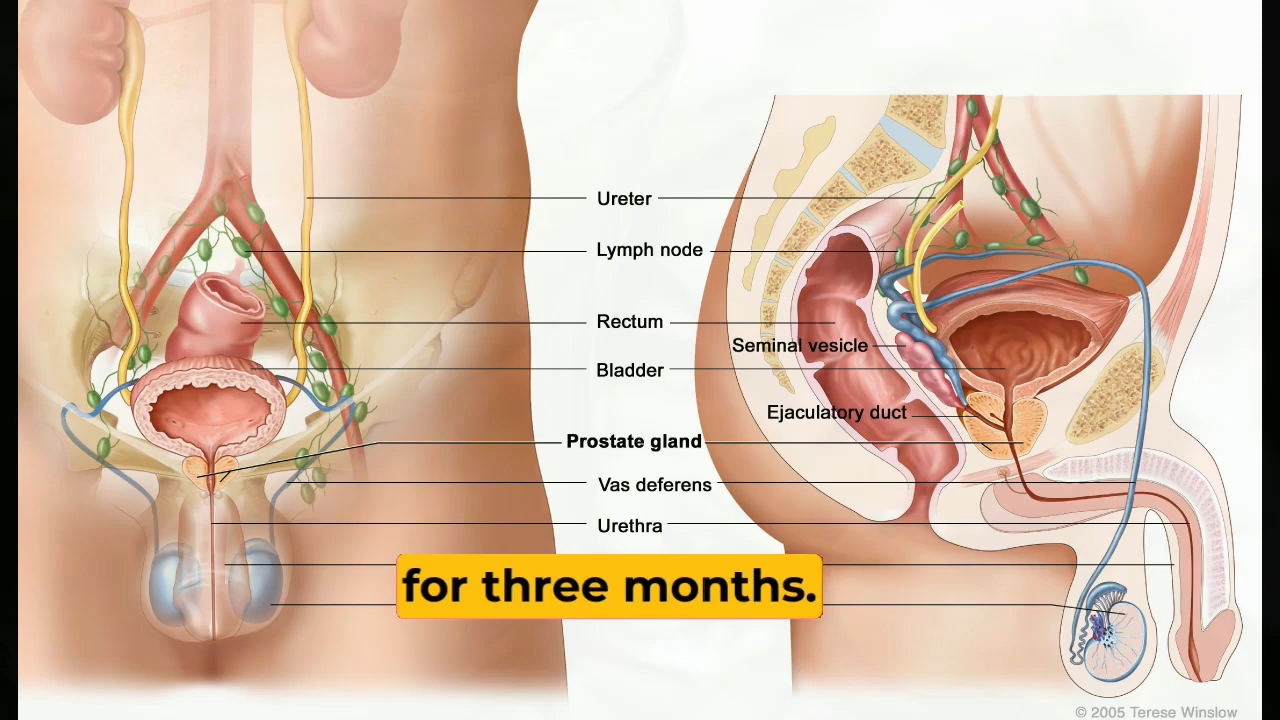 Ureter
Lymph node
Rectum
Seminal vesicle
Bladder
Ejaculatory duct
Prostate gland
Vas deferens
Urethra
for three months.
© 2005 Terese Winslow